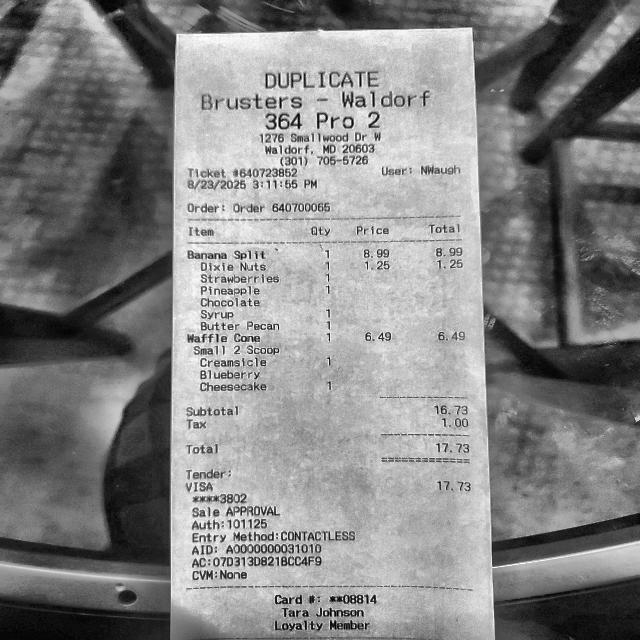 DUPLICATE
Brusters - Waldorf
364 Pro 2
1276 Smallwood Dr W
Waldorf, MD 20603
(301) 705-5726
Ticket #640723852 User: NWaugh
8/23/2025 3:11:55 PM
Order: Order 640700065
Item Qty Price Total
Banana Split 1 8.99 8.99
Dixie Nuts 1 1.25 1.25
Strawberries 1
Pineapple 1
Chocolate
Syrup 1
Butter Pecan 1
Waffle Cone 1 6.49 6.49
Small 2 Scoop
Creamsicle 1
Blueberry
Cheesecake 1
Subtotal 16.73
Tax 1.00
Total 17.73
Tender:
VISA 17.73
****3802
Sale APPROVAL
Auth:101125
Entry Method:CONTACTLESS
AID: A0000000031010
AC:07D313D821BCC4F9
CVM:None
Card #: **08814
Tara Johnson
Loyalty Member